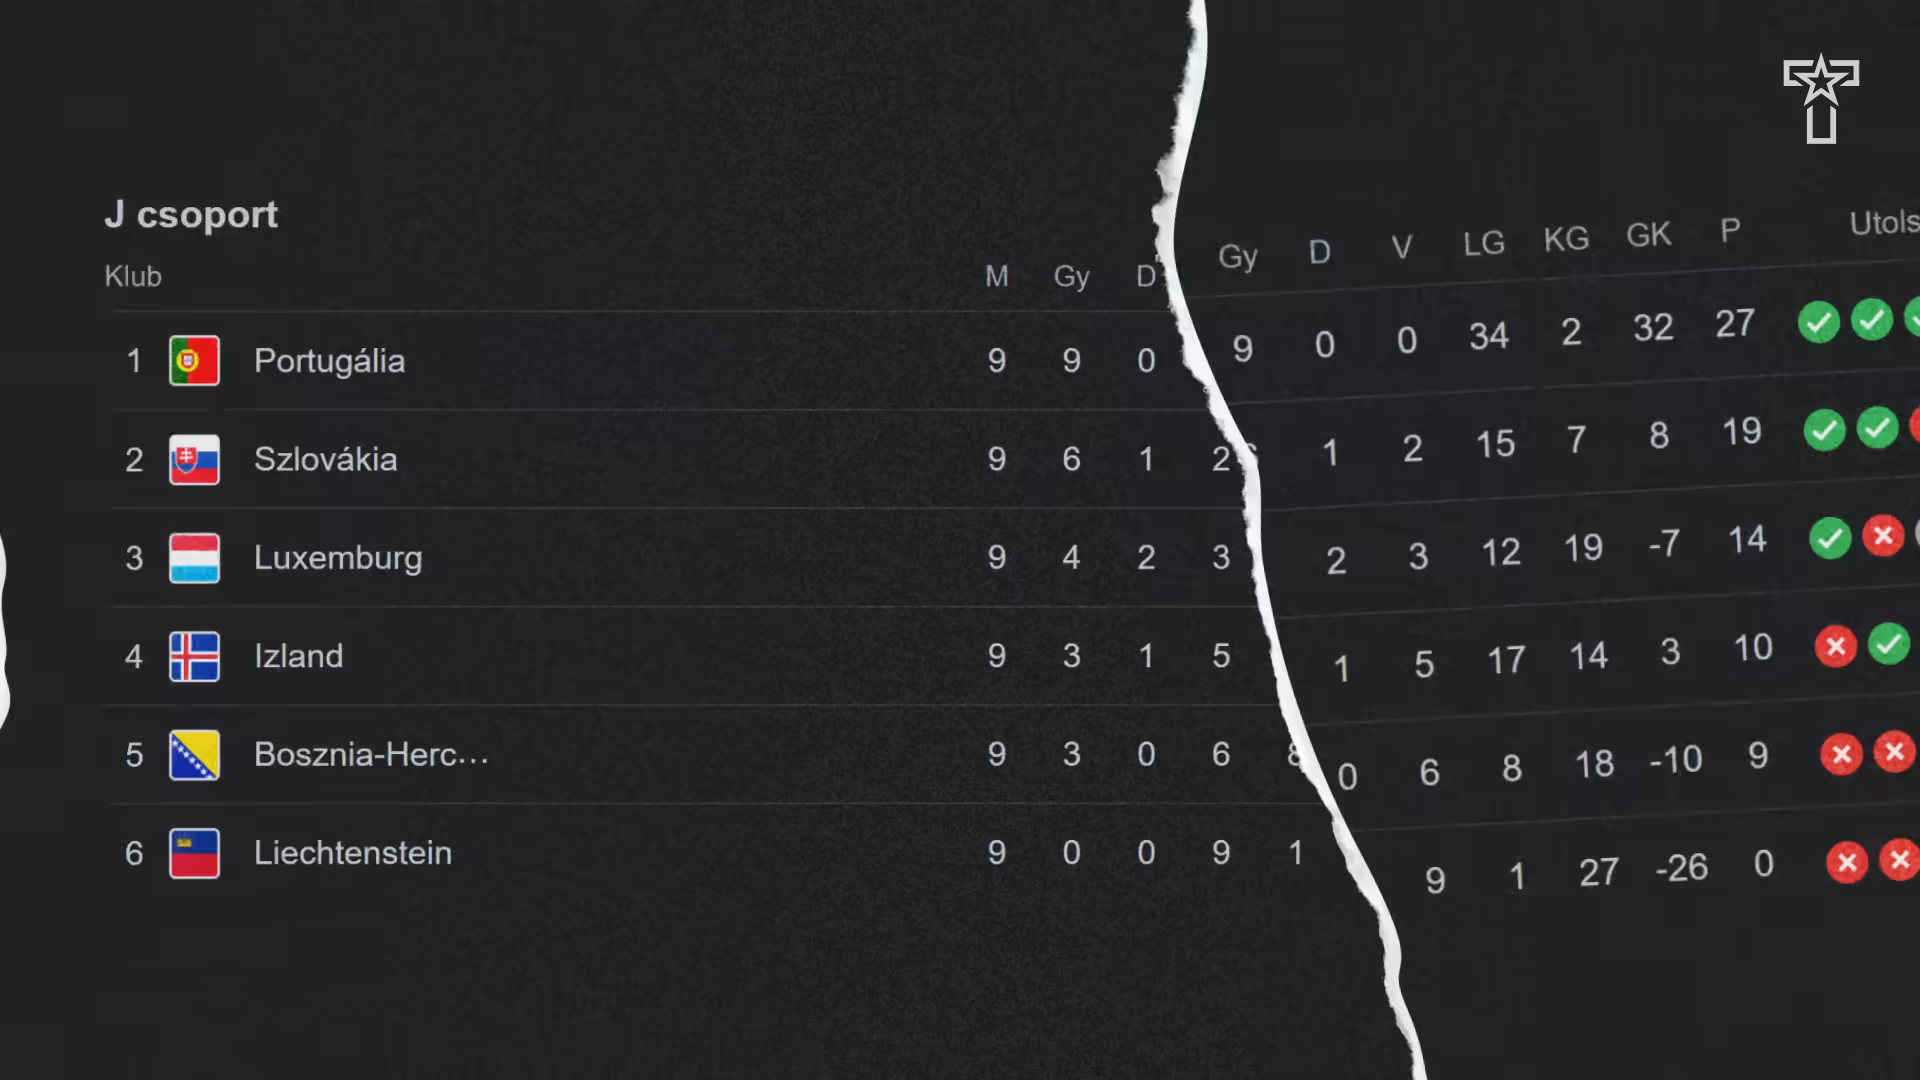 J csoport
Klub M Gy D Gy D V LG KG GK P Utols
1 Portugália 9 9 0 9 0 0 34 2 32 27
2 Szlovákia 9 6 1 2 1 2 15 7 8 19
3 Luxemburg 9 4 2 3 2 3 12 19 -7 14
4 Izland 9 3 1 5 1 5 17 14 3 10
5 Bosznia-Herc... 9 3 0 6 8 0 6 8 18 -10 9
6 Liechtenstein 9 0 0 9 1 9 1 27 -26 0